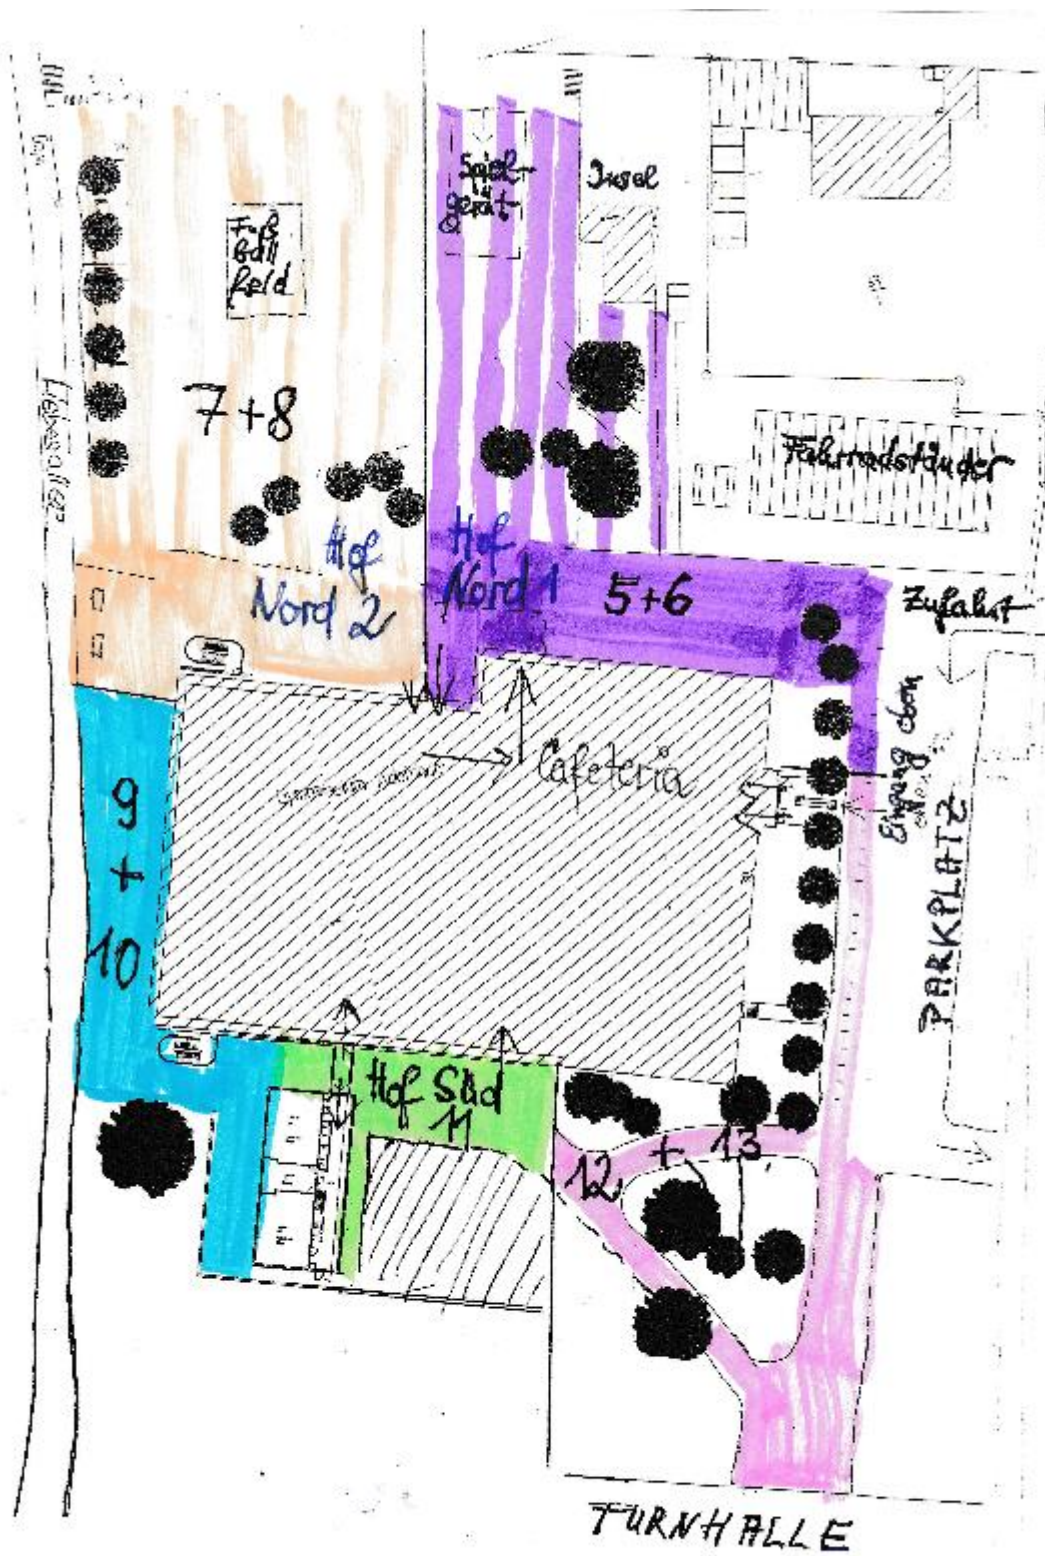 Spiel-
gerät
Insel
Fuß
ball
feld
7+8
Fahrradständer
Hof
Nord 2
Hof
Nord 1
5+6
Zufahrt
Liebesallee
Cafeteria
Eingang
PARKPLATZ
9
+
10
Hof Süd
11
12 + 13
TURNHALLE